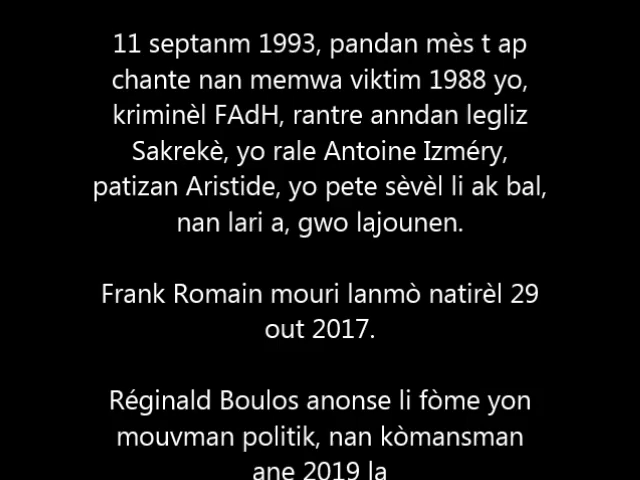 11 septanm 1993, pandan mès t ap
chante nan memwa viktim 1988 yo,
kriminèl FAdH, rantre anndan legliz
Sakrekè, yo rale Antoine Izméry,
patizan Aristide, yo pete sèvèl li ak bal,
nan lari a, gwo lajounen.
Frank Romain mouri lanmò natirèl 29
out 2017.
Réginald Boulos anonse li fòme yon
mouvman politik, nan kòmansman
ane 2019 la